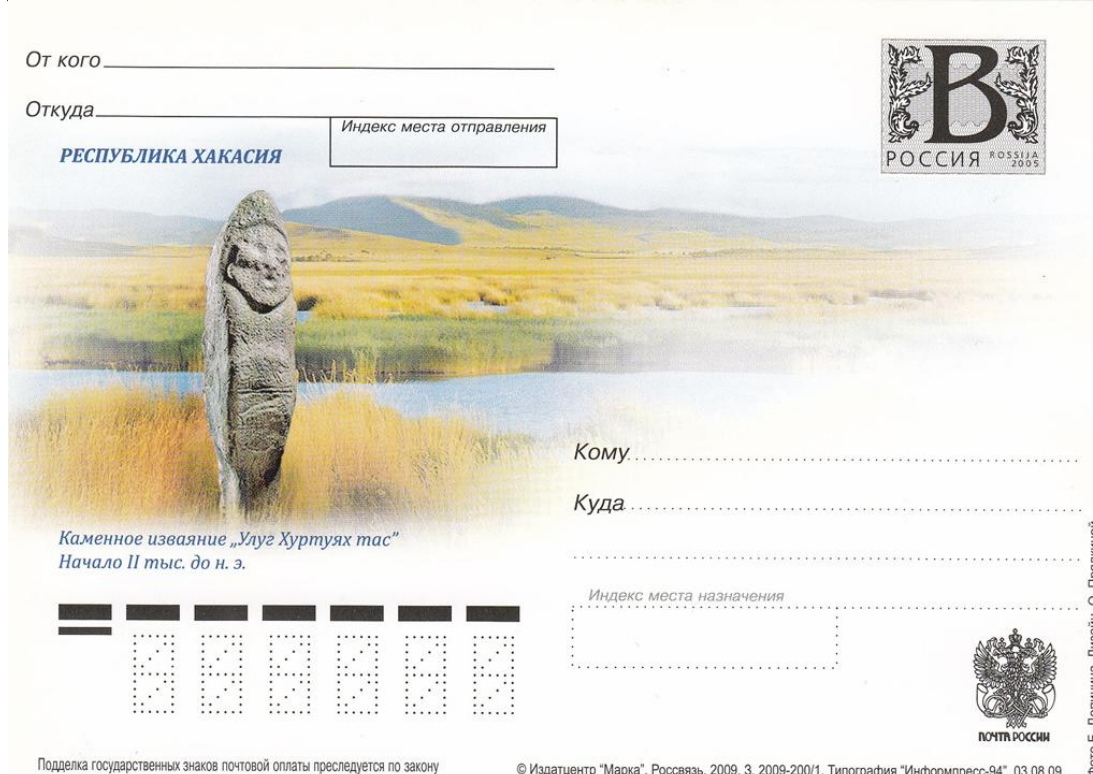 От кого
Откуда
Индекс места отправления
РЕСПУБЛИКА ХАКАСИЯ
В
РОССИЯ ROSSIJA
2005
Каменное изваяние „Улуг Хуртуях тас”
Начало II тыс. до н. э.
Кому
Куда
Индекс места назначения
ПОЧТА РОССИИ
Подделка государственных знаков почтовой оплаты преследуется по закону
© Издатцентр "Марка". Россвязь. 2009. З. 2009-200/1. Типография "Информпресс-94". 03.08.09
Дизайн О.